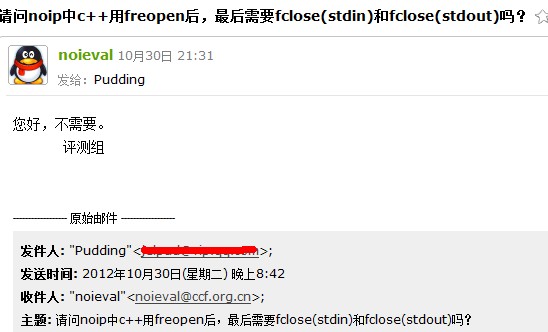 请问noip中c++用freopen后，最后需要fclose(stdin)和fclose(stdout)吗？
noieval 10月30日 21:31
发给：Pudding
您好，不需要。
评测组
------------------ 原始邮件 ------------------
发件人: "Pudding"<
>;
发送时间: 2012年10月30日(星期二) 晚上8:42
收件人: "noieval"<noieval@ccf.org.cn>;
主题: 请问noip中c++用freopen后，最后需要fclose(stdin)和fclose(stdout)吗？